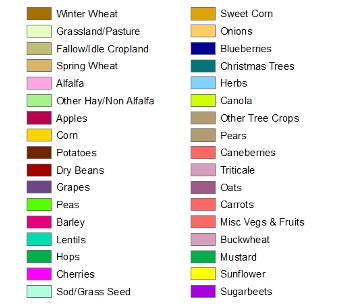 Winter Wheat
Grassland/Pasture
Fallow/Idle Cropland
Spring Wheat
Alfalfa
Other Hay/Non Alfalfa
Apples
Corn
Potatoes
Dry Beans
Grapes
Peas
Barley
Lentils
Hops
Cherries
Sod/Grass Seed
Sweet Corn
Onions
Blueberries
Christmas Trees
Herbs
Canola
Other Tree Crops
Pears
Caneberries
Triticale
Oats
Carrots
Misc Vegs & Fruits
Buckwheat
Mustard
Sunflower
Sugarbeets